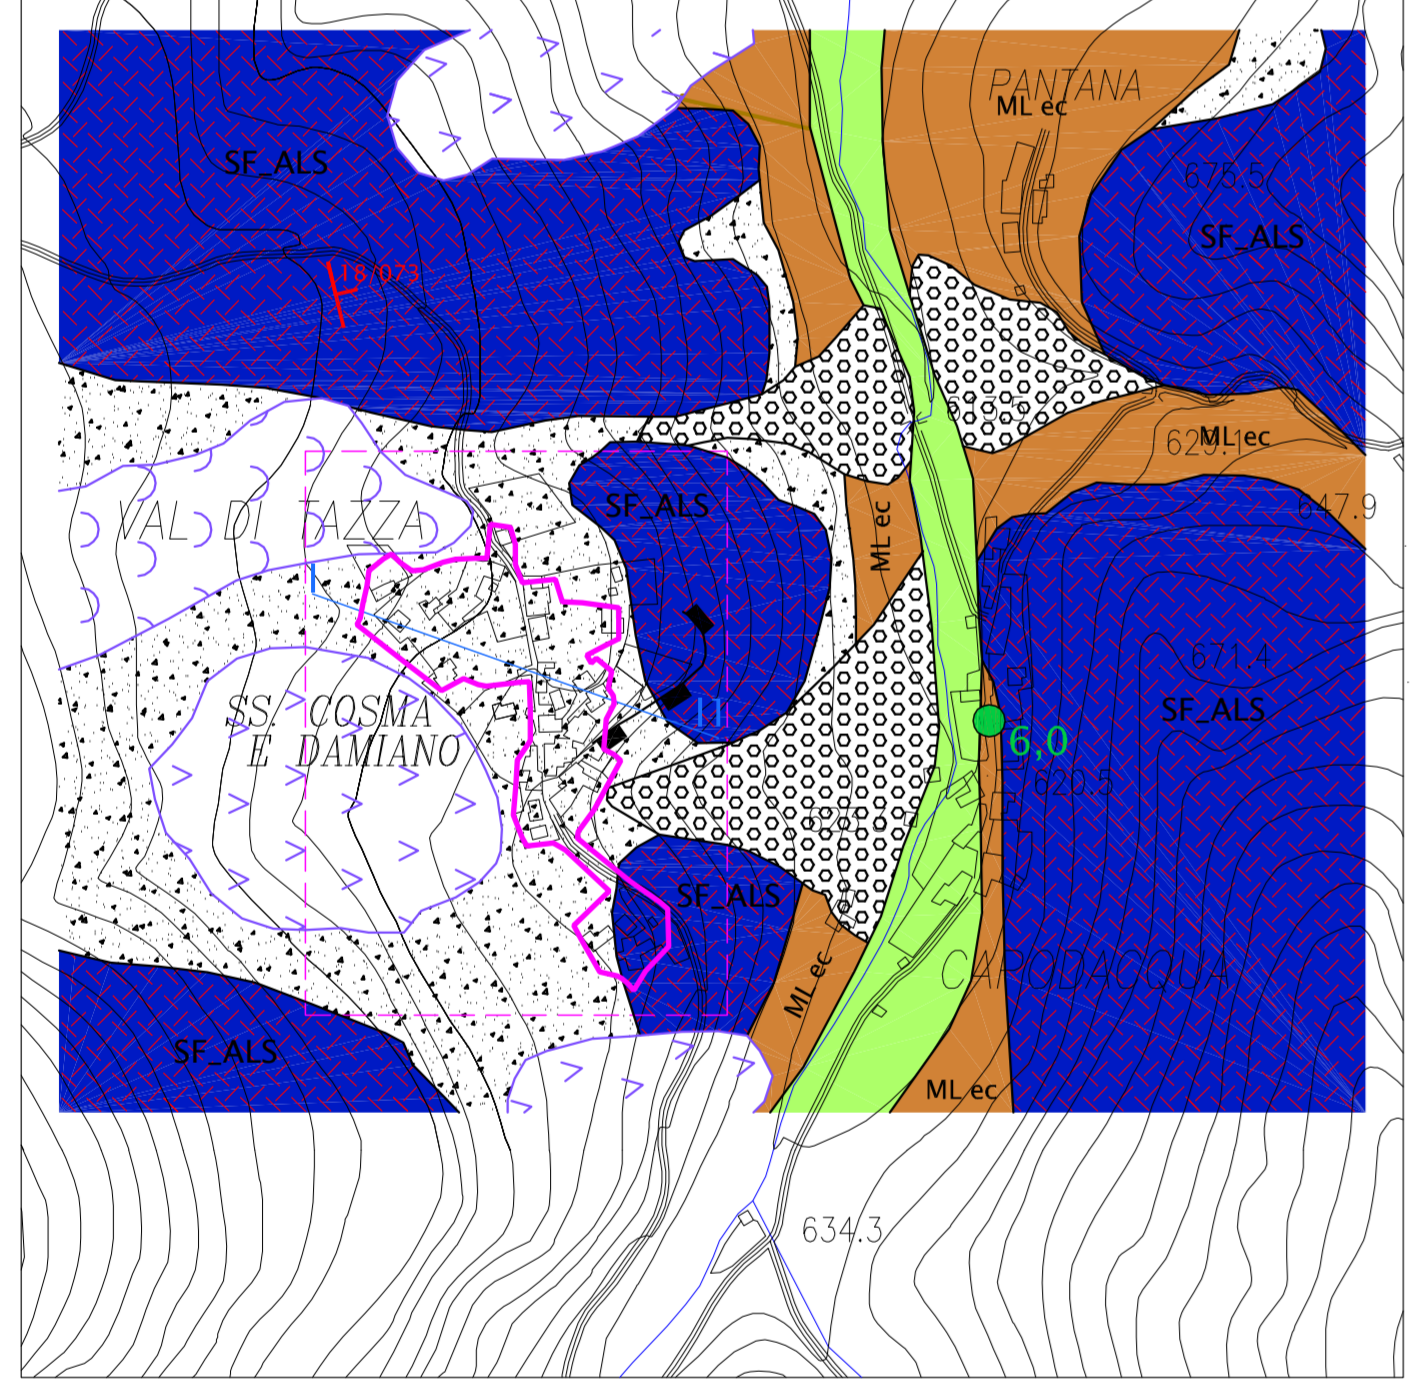 PANTANA
ML ec
SF_ALS
675.5
SF_ALS
18/073
613.5
629.1
ML ec
647.9
SF_ALS
VAL DI TAZZA
ML ec
I
671.4
SF_ALS
SS. COSMA
E DAMIANO
II
6,0
620.5
SF_ALS
CAPODACQUA
ML ec
SF_ALS
ML ec
634.3